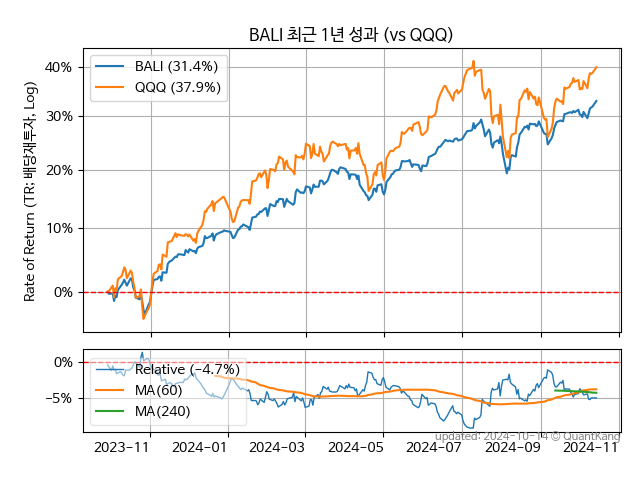 BALI 최근 1년 성과 (vs QQQ)
BALI (31.4%)
QQQ (37.9%)
40%
30%
20%
10%
0%
Rate of Return (TR: 배당재투자, Log)
Relative (-4.7%)
MA(60)
MA(240)
0%
-5%
2023-11
2024-01
2024-03
2024-05
2024-07
2024-09
2024-11
updated: 2024-10-14 © QuantKang